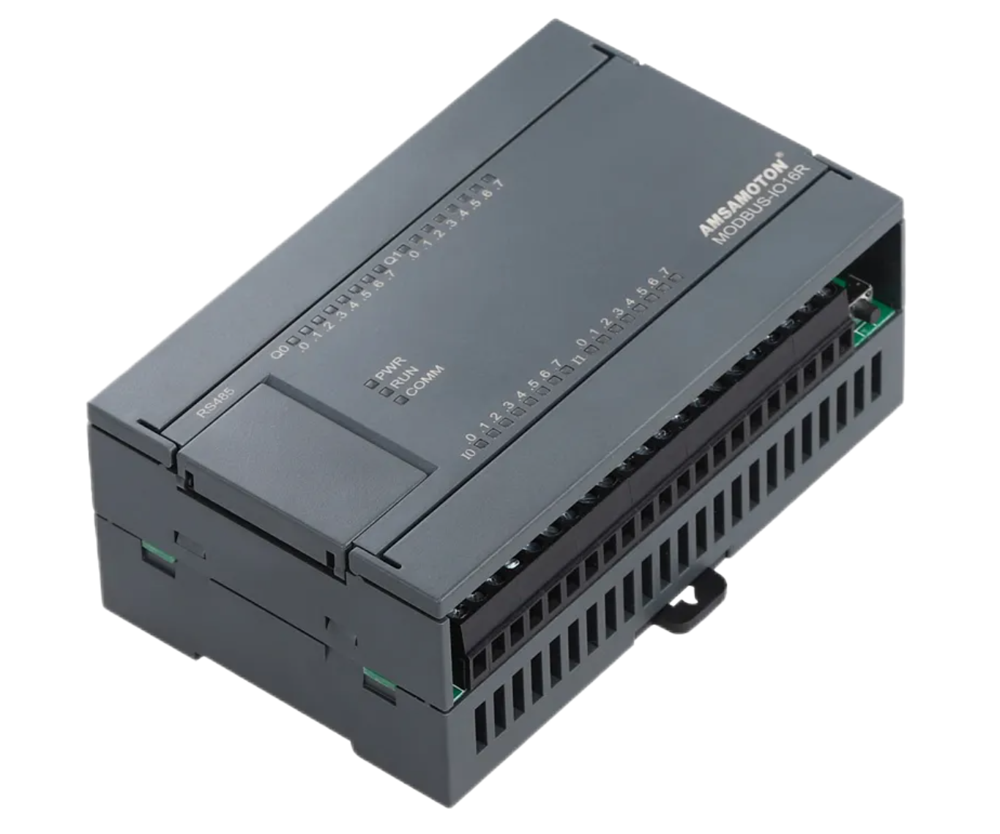 AMSAMOTON®
MODBUS-IO16R
Q0 .0 .1 .2 .3 .4 .5 .6 .7
Q1 .0 .1 .2 .3 .4 .5 .6 .7
RS485
PWR
RUN
COMM
I0 .0 .1 .2 .3 .4 .5 .6 .7
I1 .0 .1 .2 .3 .4 .5 .6 .7